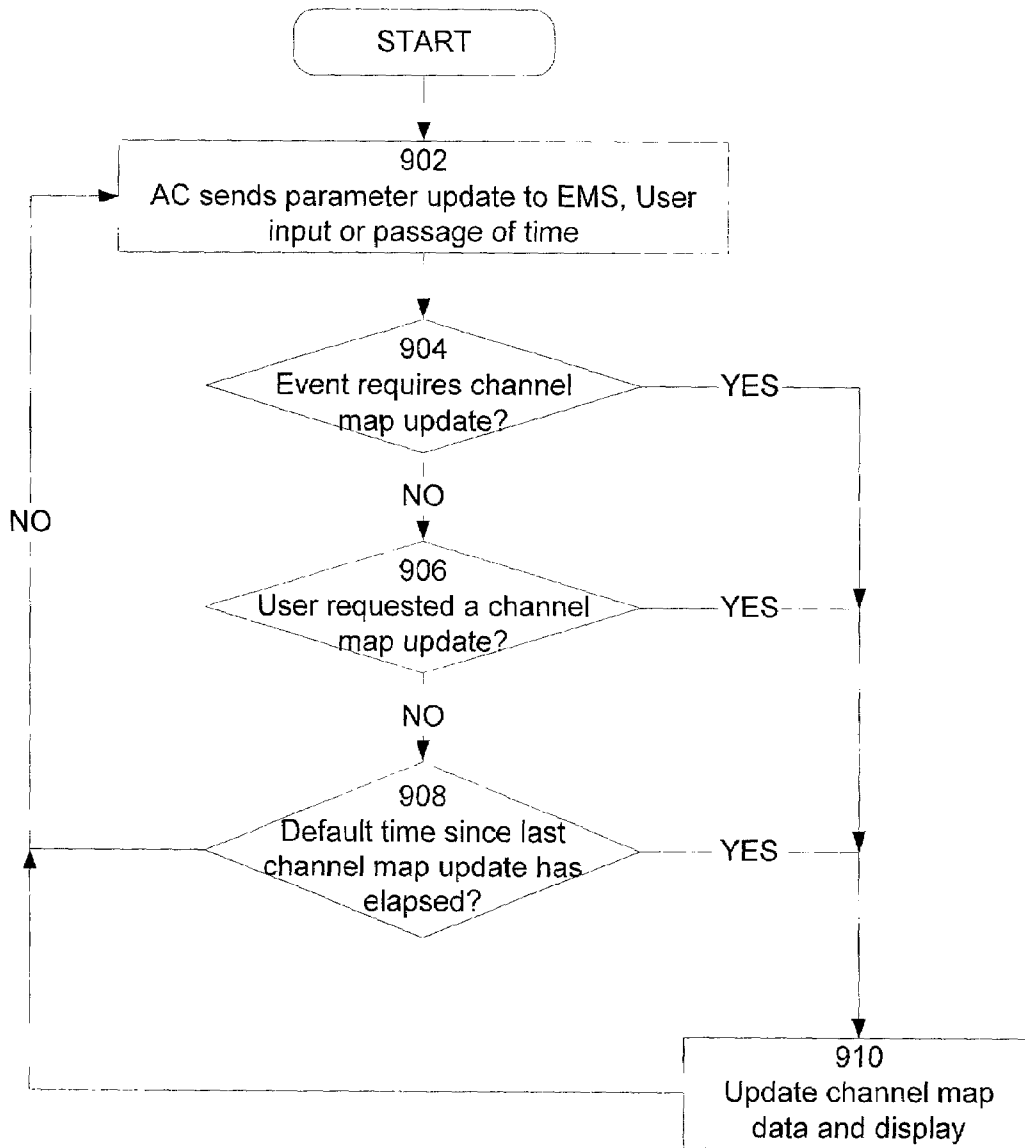 START
902
AC sends parameter update to EMS, User
input or passage of time
904
Event requires channel
map update?
YES
NO
NO
906
User requested a channel
map update?
YES
NO
908
Default time since last
channel map update has
elapsed?
YES
910
Update channel map
data and display